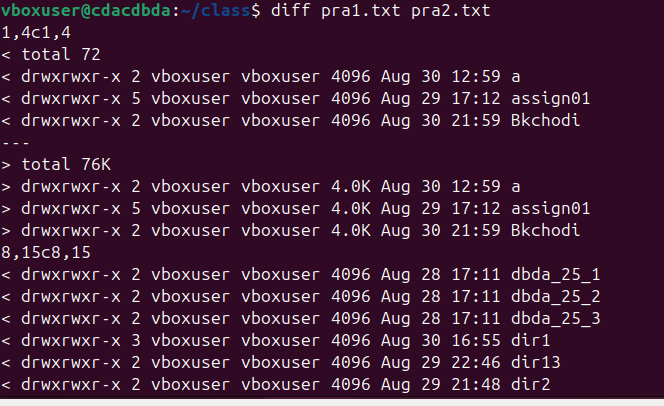 vboxuser@cdacdbda:~/class$ diff pra1.txt pra2.txt
1,4c1,4
< total 72
< drwxrwxr-x 2 vboxuser vboxuser 4096 Aug 30 12:59 a
< drwxrwxr-x 5 vboxuser vboxuser 4096 Aug 29 17:12 assign01
< drwxrwxr-x 2 vboxuser vboxuser 4096 Aug 30 21:59 Bkchodi
---
> total 76K
> drwxrwxr-x 2 vboxuser vboxuser 4.0K Aug 30 12:59 a
> drwxrwxr-x 5 vboxuser vboxuser 4.0K Aug 29 17:12 assign01
> drwxrwxr-x 2 vboxuser vboxuser 4.0K Aug 30 21:59 Bkchodi
8,15c8,15
< drwxrwxr-x 2 vboxuser vboxuser 4096 Aug 28 17:11 dbda_25_1
< drwxrwxr-x 2 vboxuser vboxuser 4096 Aug 28 17:11 dbda_25_2
< drwxrwxr-x 2 vboxuser vboxuser 4096 Aug 28 17:11 dbda_25_3
< drwxrwxr-x 3 vboxuser vboxuser 4096 Aug 30 16:55 dir1
< drwxrwxr-x 2 vboxuser vboxuser 4096 Aug 29 22:46 dir13
< drwxrwxr-x 2 vboxuser vboxuser 4096 Aug 29 21:48 dir2